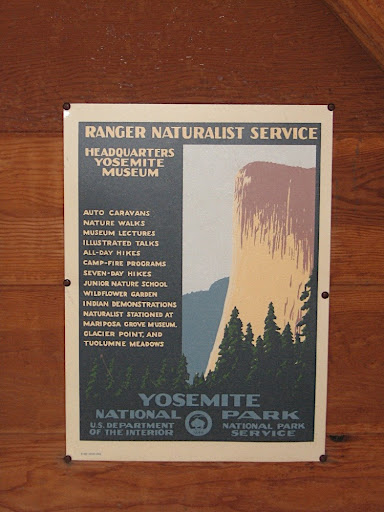 RANGER NATURALIST SERVICE
HEADQUARTERS
YOSEMITE
MUSEUM
AUTO CARAVANS
NATURE WALKS
MUSEUM LECTURES
ILLUSTRATED TALKS
ALL-DAY HIKES
CAMP-FIRE PROGRAMS
SEVEN-DAY HIKES
JUNIOR NATURE SCHOOL
WILDFLOWER GARDEN
INDIAN DEMONSTRATIONS
NATURALIST STATIONED AT
MARIPOSA GROVE MUSEUM,
GLACIER POINT, AND
TUOLUMNE MEADOWS
YOSEMITE
NATIONAL PARK
U.S. DEPARTMENT
OF THE INTERIOR
NATIONAL PARK
SERVICE